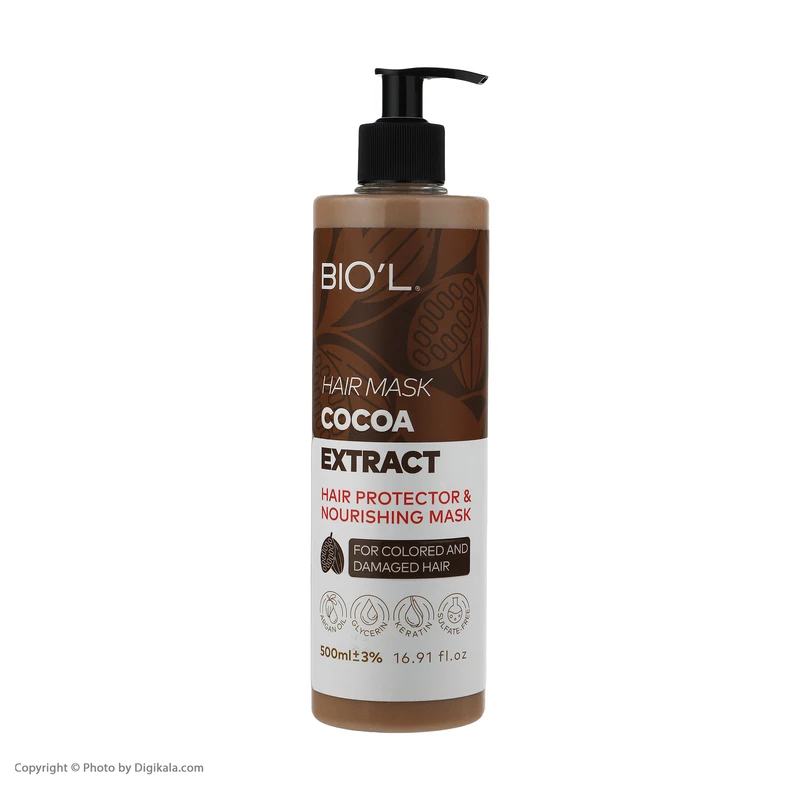 BIO'L®
HAIR MASK
COCOA
EXTRACT
HAIR PROTECTOR &
NOURISHING MASK
FOR COLORED AND
DAMAGED HAIR
ARGAN OIL GLYCERIN KERATIN SULFATE-FREE
500ml±3% 16.91 fl.oz
Copyright © Photo by Digikala.com